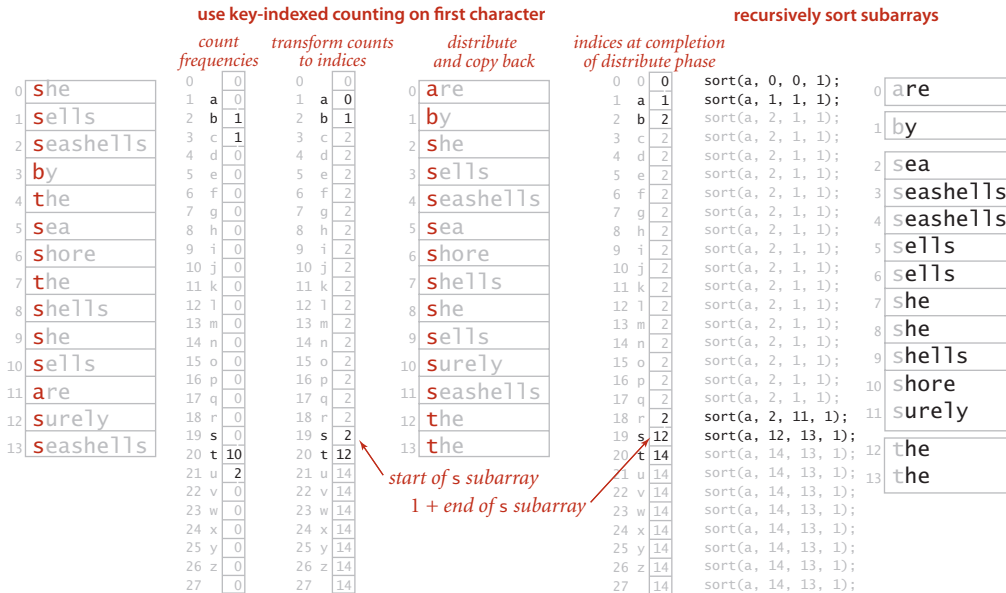 use key-indexed counting on first character
recursively sort subarrays
0 she
1 sells
2 seashells
3 by
4 the
5 sea
6 shore
7 the
8 shells
9 she
10 sells
11 are
12 surely
13 seashells
count
frequencies
0 0
1 a
2 b 1
3 c 1
4 d 0
5 e 0
6 f 0
7 g 0
8 h 0
9 i 0
10 j 0
11 k 0
12 l 0
13 m 0
14 n 0
15 o 0
16 p 0
17 q 0
18 r 0
19 s 0
20 t 10
21 u 2
22 v 0
23 w 0
24 x 0
25 y 0
26 z 0
27 0
transform counts
to indices
0 0
1 a 0
2 b 1
3 c 2
4 d 2
5 e 2
6 f 2
7 g 2
8 h 2
9 i 2
10 j 2
11 k 2
12 l 2
13 m 2
14 n 2
15 o 2
16 p 2
17 q 2
18 r 2
19 s 2
20 t 12
21 u 14
22 v 14
23 w 14
24 x 14
25 y 14
26 z 14
27 14
start of s subarray
1 + end of s subarray
distribute
and copy back
0 are
1 by
2 she
3 sells
4 seashells
5 sea
6 shore
7 shells
8 she
9 sells
10 surely
11 seashells
12 the
13 the
indices at completion
of distribute phase
0 0 0 sort(a, 0, 0, 1);
1 a 1 sort(a, 1, 1, 1);
2 b 2 sort(a, 2, 1, 1);
3 c 2 sort(a, 2, 1, 1);
4 d 2 sort(a, 2, 1, 1);
5 e 2 sort(a, 2, 1, 1);
6 f 2 sort(a, 2, 1, 1);
7 g 2 sort(a, 2, 1, 1);
8 h 2 sort(a, 2, 1, 1);
9 i 2 sort(a, 2, 1, 1);
10 j 2 sort(a, 2, 1, 1);
11 k 2 sort(a, 2, 1, 1);
12 l 2 sort(a, 2, 1, 1);
13 m 2 sort(a, 2, 1, 1);
14 n 2 sort(a, 2, 1, 1);
15 o 2 sort(a, 2, 1, 1);
16 p 2 sort(a, 2, 1, 1);
17 q 2 sort(a, 2, 1, 1);
18 r 2 sort(a, 2, 11, 1);
19 s 12 sort(a, 12, 13, 1);
20 t 14 sort(a, 14, 13, 1);
21 u 14 sort(a, 14, 13, 1);
22 v 14 sort(a, 14, 13, 1);
23 w 14 sort(a, 14, 13, 1);
24 x 14 sort(a, 14, 13, 1);
25 y 14 sort(a, 14, 13, 1);
26 z 14 sort(a, 14, 13, 1);
27 14 sort(a, 14, 13, 1);
0 are
1 by
2 sea
3 seashells
4 seashells
5 sells
6 sells
7 she
8 she
9 shells
10 shore
11 surely
12 the
13 the